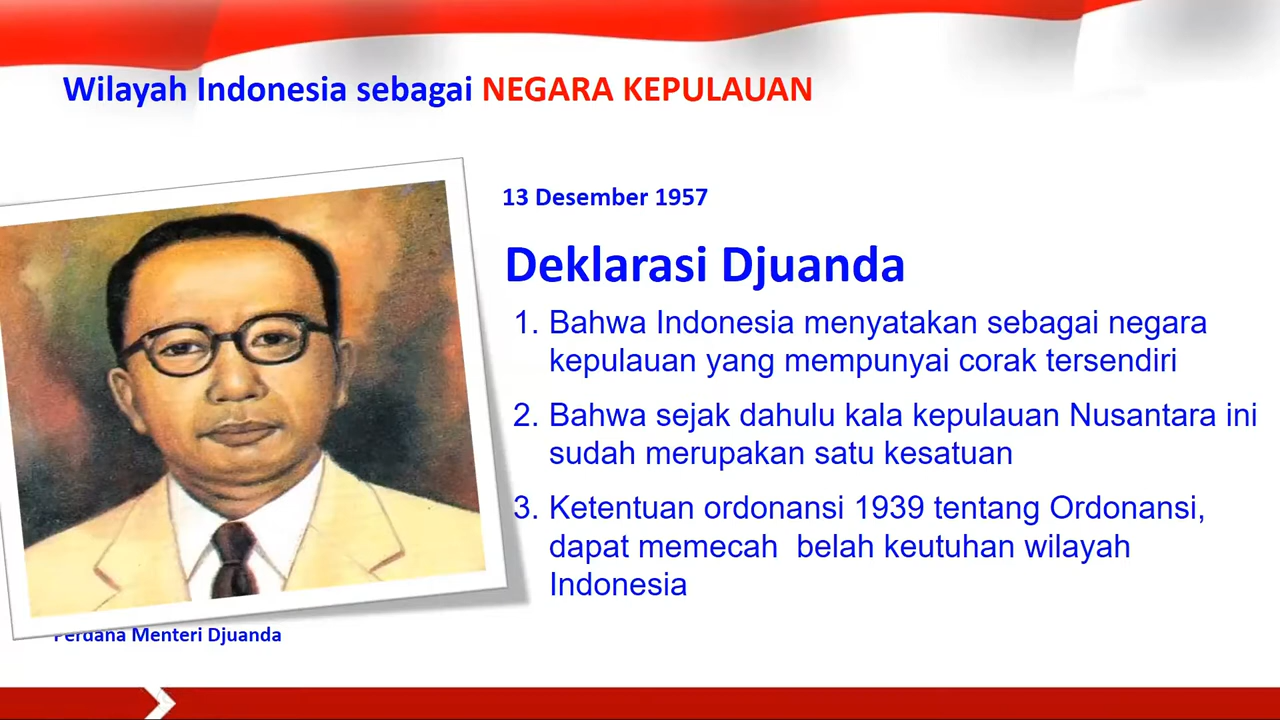 Wilayah Indonesia sebagai NEGARA KEPULAUAN
13 Desember 1957
Deklarasi Djuanda
1. Bahwa Indonesia menyatakan sebagai negara
kepulauan yang mempunyai corak tersendiri
2. Bahwa sejak dahulu kala kepulauan Nusantara ini
sudah merupakan satu kesatuan
3. Ketentuan ordonansi 1939 tentang Ordonansi,
dapat memecah  belah keutuhan wilayah
Indonesia
Perdana Menteri Djuanda